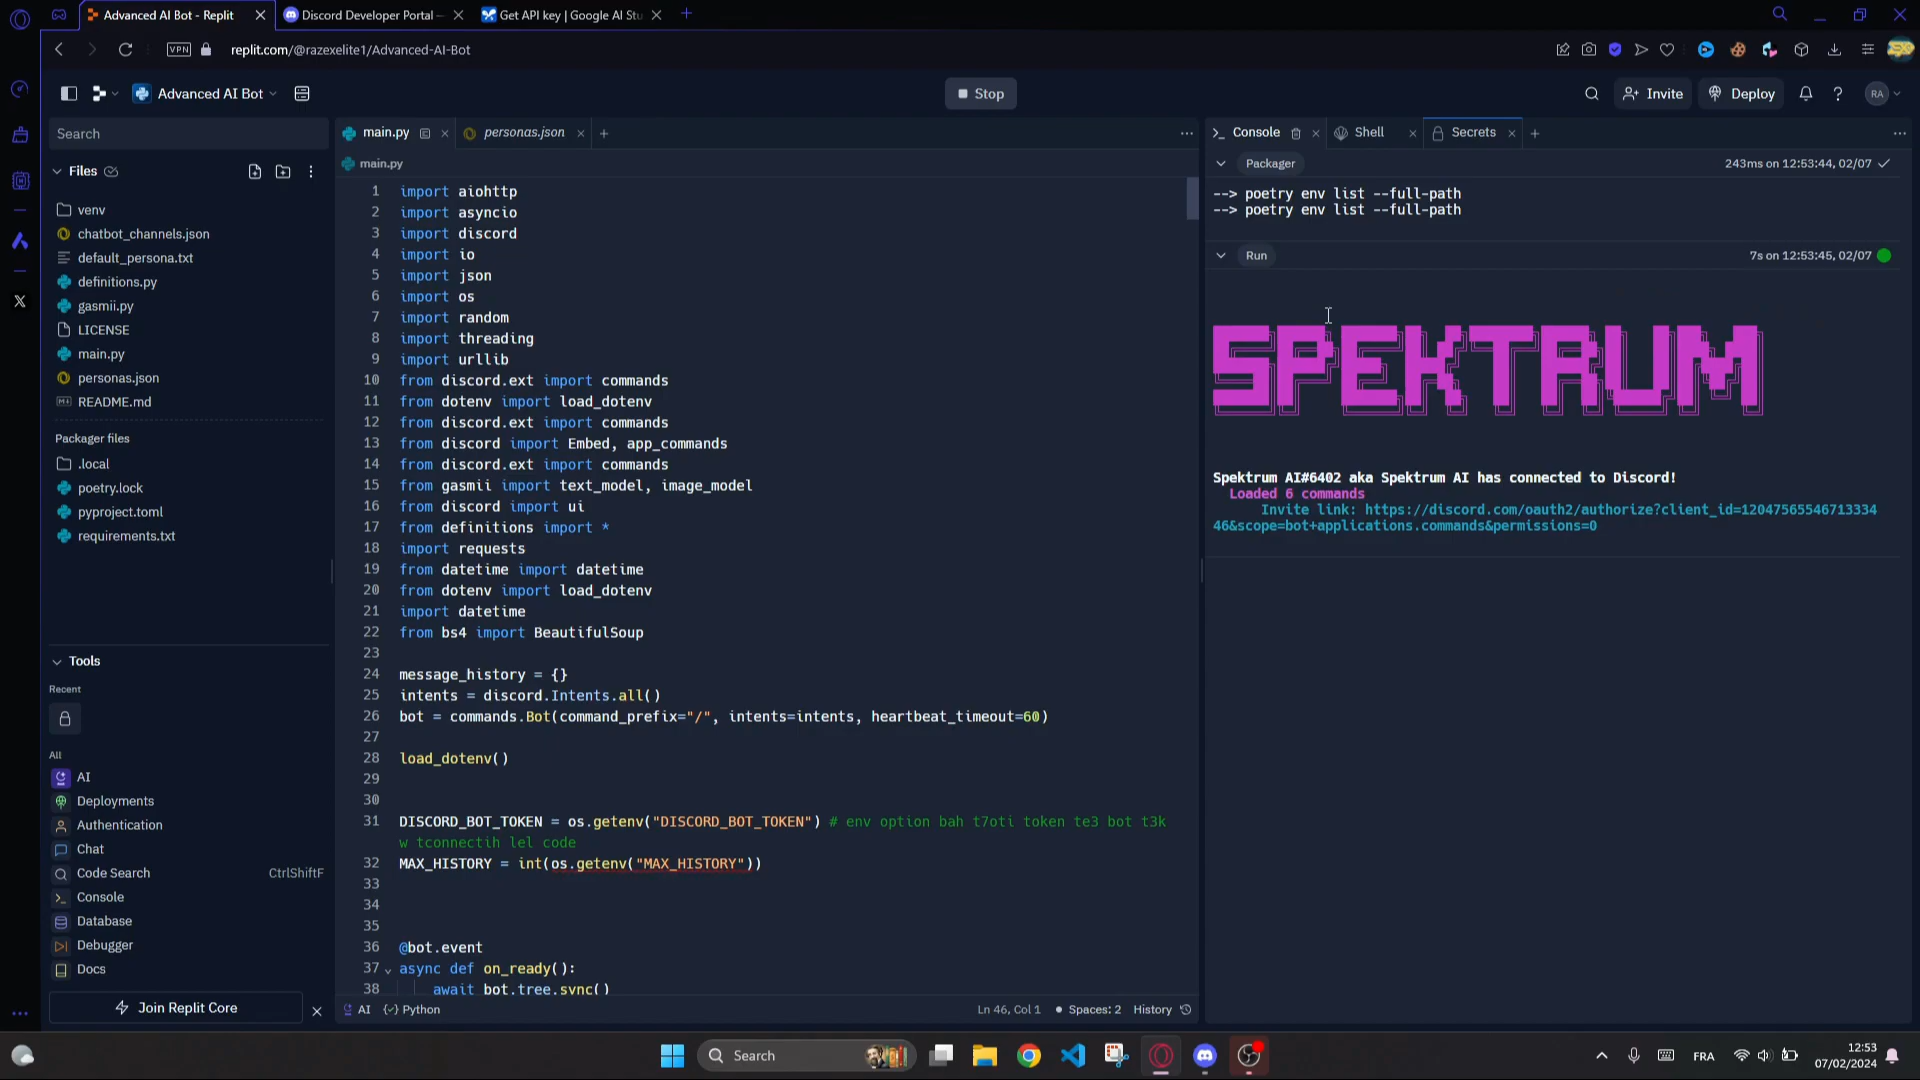 Advanced AI Bot - Replit
Discord Developer Portal —
Get API key | Google AI Stu
VPN
replit.com/@razexelite1/Advanced-AI-Bot
Advanced AI Bot
Stop
Invite
Deploy
RA
Search
Files
venv
chatbot_channels.json
default_persona.txt
definitions.py
gasmii.py
LICENSE
main.py
personas.json
README.md
Packager files
.local
poetry.lock
pyproject.toml
requirements.txt
Tools
Recent
All
AI
Deployments
Authentication
Chat
Code Search CtrlShiftF
Console
Database
Debugger
Docs
Join Replit Core
main.py
personas.json
main.py
1 import aiohttp
2 import asyncio
3 import discord
4 import io
5 import json
6 import os
7 import random
8 import threading
9 import urllib
10 from discord.ext import commands
11 from dotenv import load_dotenv
12 from discord.ext import commands
13 from discord import Embed, app_commands
14 from discord.ext import commands
15 from gasmii import text_model, image_model
16 from discord import ui
17 from definitions import *
18 import requests
19 from datetime import datetime
20 from dotenv import load_dotenv
21 import datetime
22 from bs4 import BeautifulSoup
23
24 message_history = {}
25 intents = discord.Intents.all()
26 bot = commands.Bot(command_prefix="/", intents=intents, heartbeat_timeout=60)
27
28 load_dotenv()
29
30
31 DISCORD_BOT_TOKEN = os.getenv("DISCORD_BOT_TOKEN") # env option bah t7oti token te3 bot t3k
w tconnectih lel code
32 MAX_HISTORY = int(os.getenv("MAX_HISTORY"))
33
34
35
36 @bot.event
37 async def on_ready():
38 await bot.tree.sync()
AI
Python
Ln 46, Col 1
Spaces: 2
History
Console
Shell
Secrets
Packager
243ms on 12:53:44, 02/07
--> poetry env list --full-path
--> poetry env list --full-path
Run
7s on 12:53:45, 02/07
SPEKTRUM
Spektrum AI#6402 aka Spektrum AI has connected to Discord!
Loaded 6 commands
Invite link: https://discord.com/oauth2/authorize?client_id=12047565546713334
46&scope=bot+applications.commands&permissions=0
Search
FRA
12:53
07/02/2024